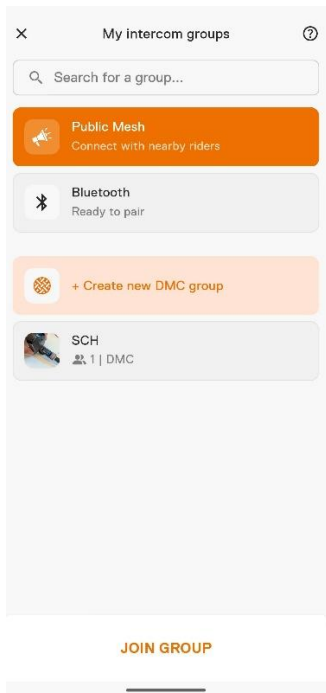 My intercom groups
Search for a group...
Public Mesh
Connect with nearby riders
Bluetooth
Ready to pair
+ Create new DMC group
SCH
1 | DMC
JOIN GROUP